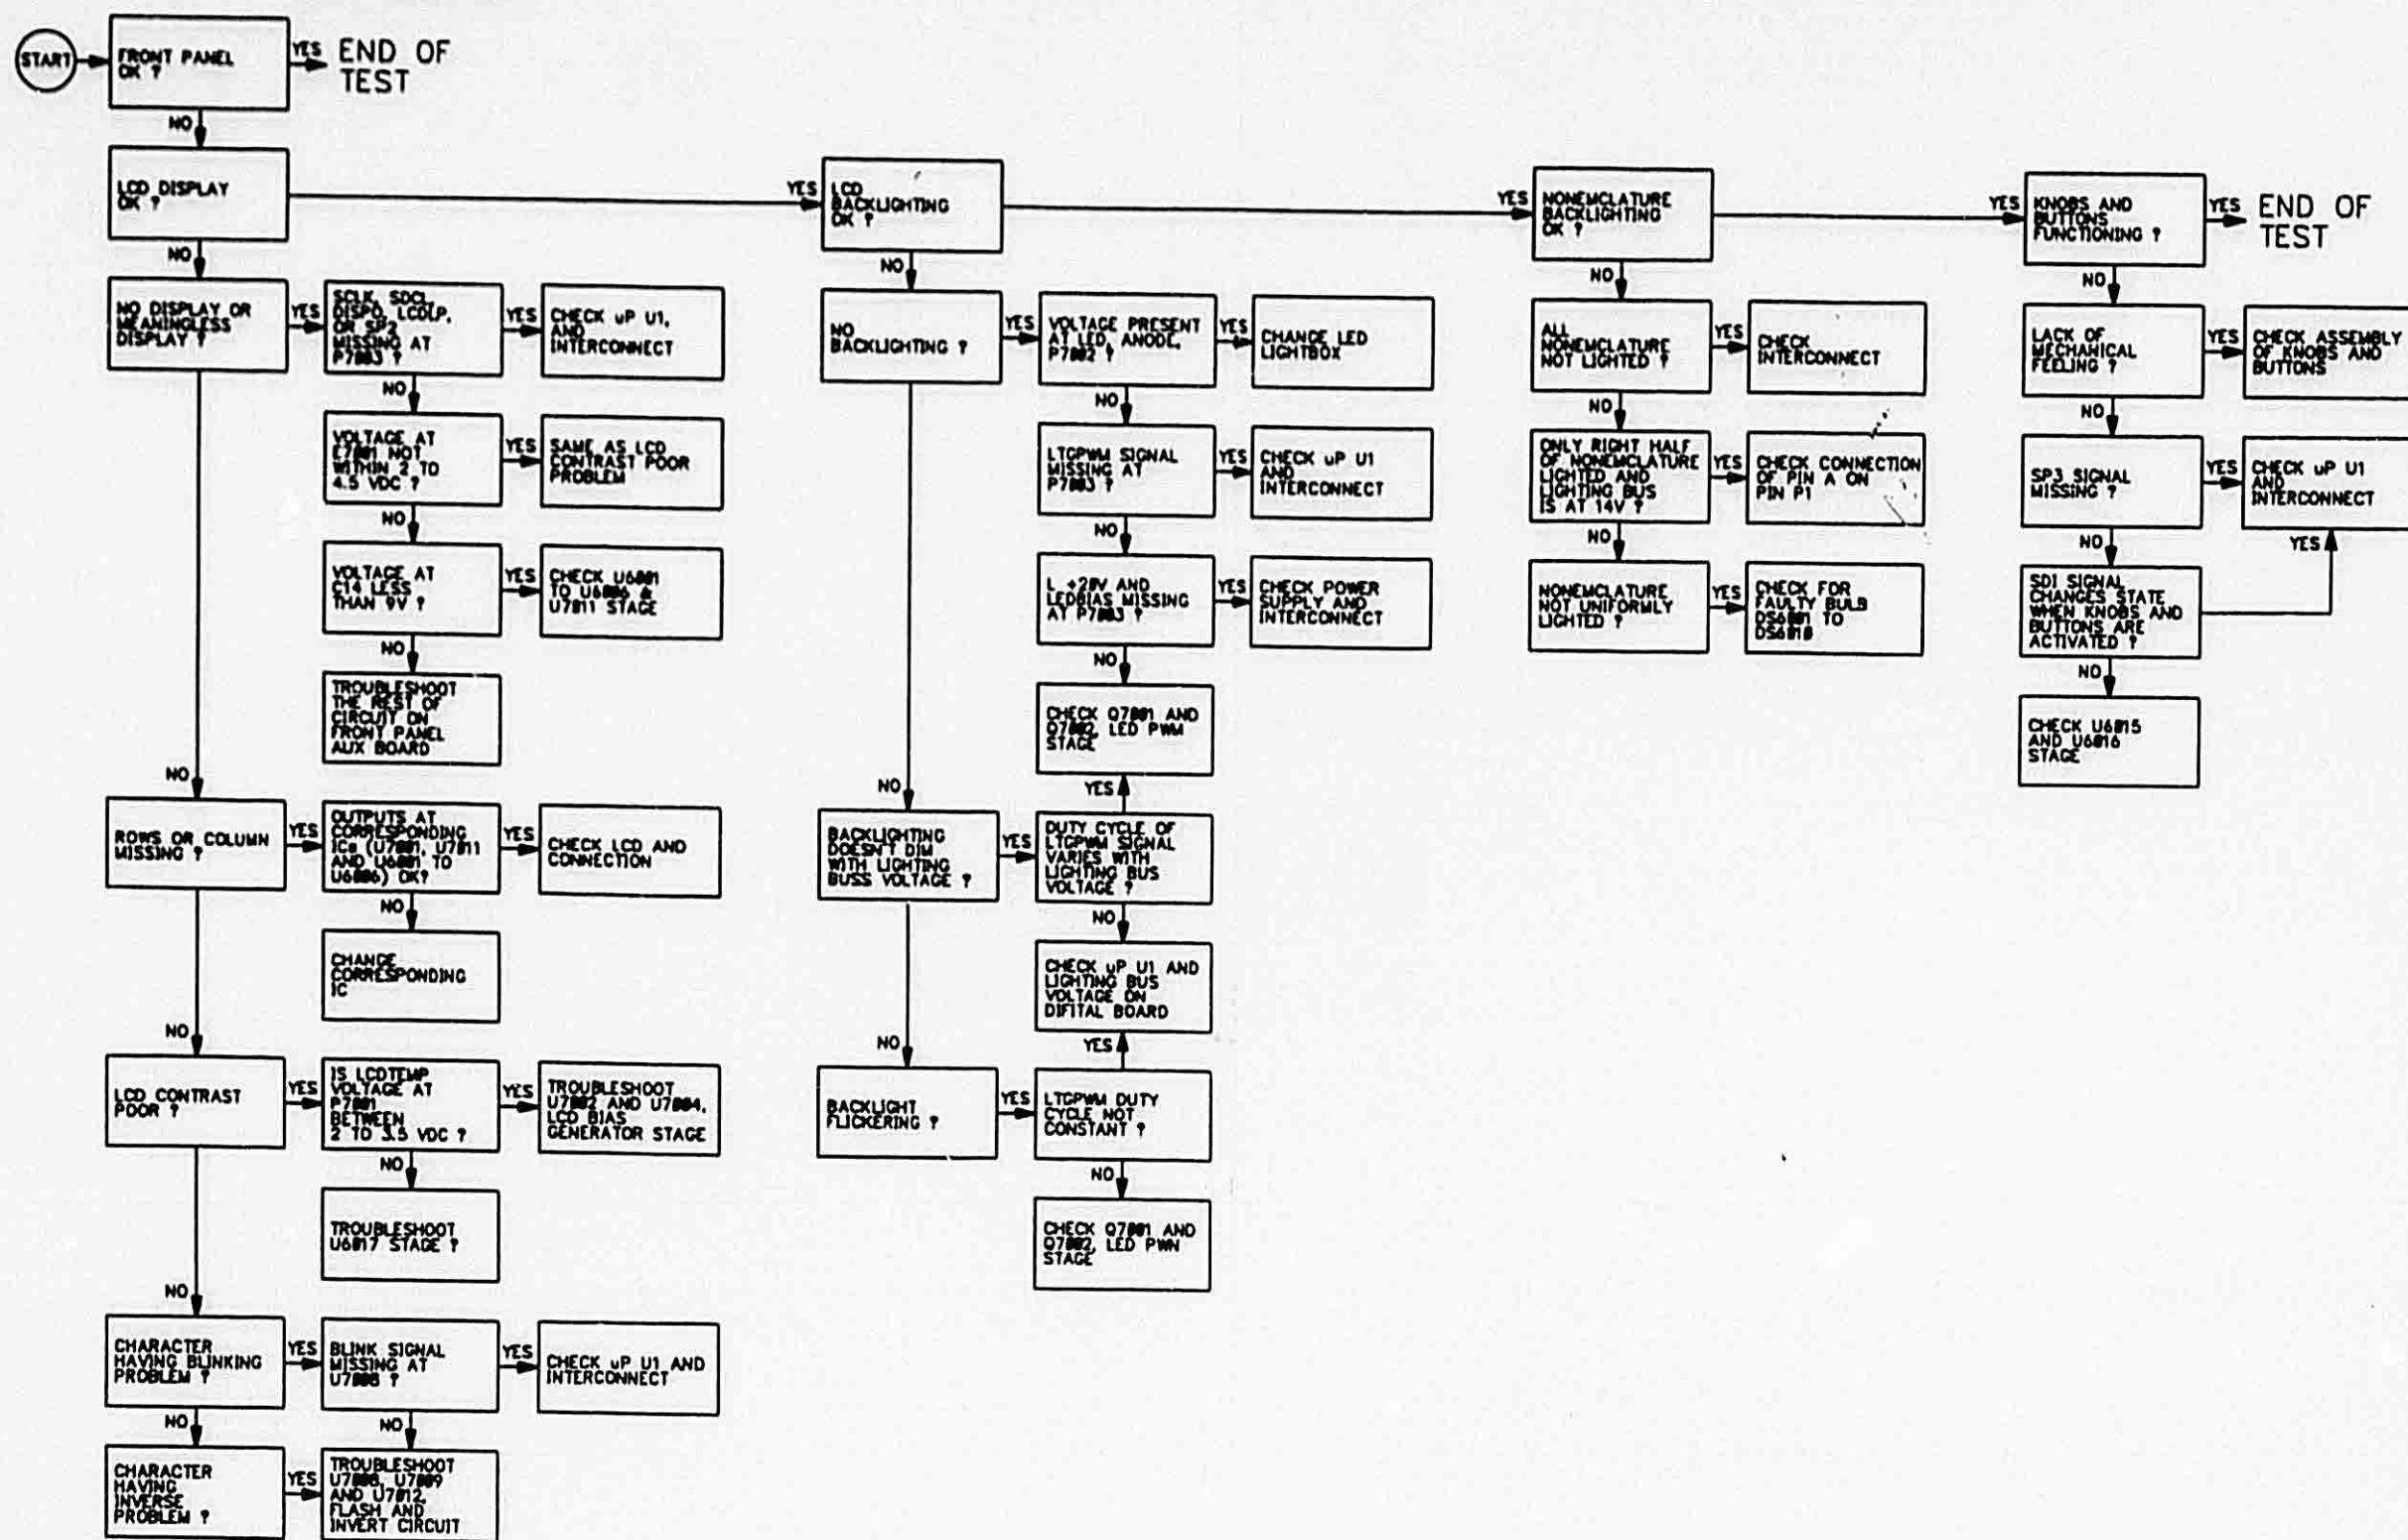 START
FRONT PANEL
OK ?
YES
END OF
TEST
NO
LCD DISPLAY
OK ?
YES
LCD
BACKLIGHTING
OK ?
YES
NONEMCLATURE
BACKLIGHTING
OK ?
YES
KNOBS AND
BUTTONS
FUNCTIONING ?
YES
END OF
TEST
NO
NO DISPLAY OR
MEANINGLESS
DISPLAY ?
YES
SCLK, SDCL,
DISPO, LCDLP,
OR SP2
MISSING AT
P7003 ?
YES
CHECK uP U1,
AND
INTERCONNECT
NO
VOLTAGE AT
E7001 NOT
WITHIN 2 TO
4.5 VDC ?
YES
SAME AS LCD
CONTRAST POOR
PROBLEM
NO
VOLTAGE AT
C14 LESS
THAN 9V ?
YES
CHECK U6001
TO U6006 &
U7011 STAGE
NO
TROUBLESHOOT
THE REST OF
CIRCUIT ON
FRONT PANEL
AUX BOARD
NO
ROWS OR COLUMN
MISSING ?
YES
OUTPUTS AT
CORRESPONDING
ICs (U7001, U7011
AND U6001 TO
U6006) OK?
YES
CHECK LCD AND
CONNECTION
NO
CHANGE
CORRESPONDING
IC
NO
LCD CONTRAST
POOR ?
YES
IS LCDTEMP
VOLTAGE AT
P7001
BETWEEN
2 TO 3.5 VDC ?
YES
TROUBLESHOOT
U7002 AND U7004,
LCD BIAS
GENERATOR STAGE
NO
TROUBLESHOOT
U6017 STAGE ?
NO
CHARACTER
HAVING BLINKING
PROBLEM ?
YES
BLINK SIGNAL
MISSING AT
U7008 ?
YES
CHECK uP U1 AND
INTERCONNECT
NO
NO
CHARACTER
HAVING
INVERSE
PROBLEM ?
YES
TROUBLESHOOT
U7008, U7009
AND U7012,
FLASH AND
INVERT CIRCUIT
NO
NO
BACKLIGHTING ?
YES
VOLTAGE PRESENT
AT LED, ANODE,
P7002 ?
YES
CHANGE LED
LIGHTBOX
NO
LTGPWM SIGNAL
MISSING AT
P7003 ?
YES
CHECK uP U1
AND
INTERCONNECT
NO
L +28V AND
LEDBIAS MISSING
AT P7003 ?
YES
CHECK POWER
SUPPLY AND
INTERCONNECT
NO
CHECK Q7001 AND
Q7002, LED PWM
STAGE
YES
NO
BACKLIGHTING
DOESN'T DIM
WITH LIGHTING
BUSS VOLTAGE ?
YES
DUTY CYCLE OF
LTGPWM SIGNAL
VARIES WITH
LIGHTING BUS
VOLTAGE ?
NO
CHECK uP U1 AND
LIGHTING BUS
VOLTAGE ON
DIFITAL BOARD
YES
NO
BACKLIGHT
FLICKERING ?
YES
LTGPWM DUTY
CYCLE NOT
CONSTANT ?
NO
CHECK Q7001 AND
Q7002, LED PWN
STAGE
NO
ALL
NONEMCLATURE
NOT LIGHTED ?
YES
CHECK
INTERCONNECT
NO
ONLY RIGHT HALF
OF NONEMCLATURE
LIGHTED AND
LIGHTING BUS
IS AT 14V ?
YES
CHECK CONNECTION
OF PIN A ON
PIN P1
NO
NONEMCLATURE
NOT UNIFORMLY
LIGHTED ?
YES
CHECK FOR
FAULTY BULB
DS6001 TO
DS6010
NO
LACK OF
MECHANICAL
FEELING ?
YES
CHECK ASSEMBLY
OF KNOBS AND
BUTTONS
NO
SP3 SIGNAL
MISSING ?
YES
CHECK uP U1
AND
INTERCONNECT
NO
YES
SDI SIGNAL
CHANGES STATE
WHEN KNOBS AND
BUTTONS ARE
ACTIVATED ?
NO
CHECK U6015
AND U6016
STAGE